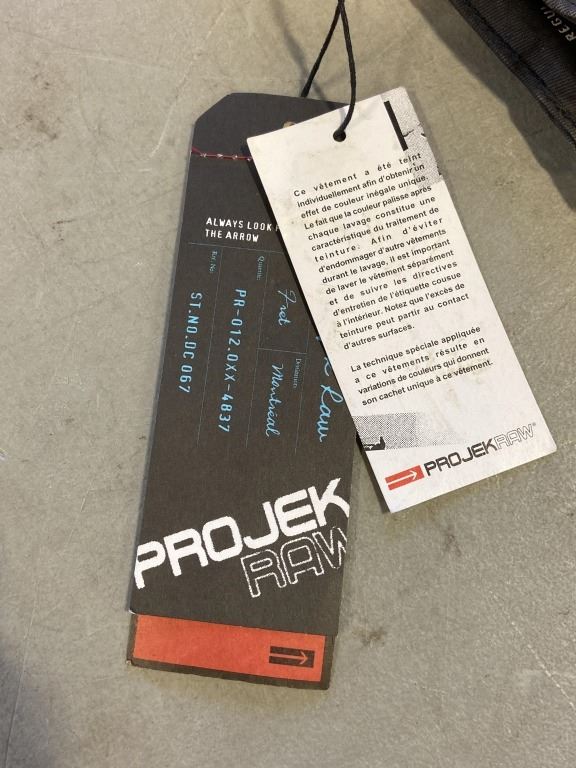 REGU
ALWAYS LOOK F
THE ARROW
Raw
Fret
Montréal
Quantité:
Destination:
PR-012.0XX-4837
Ref. No:
ST.NO.DC 067
PROJEK
RAW
Ce vêtement a été teint
individuellement afin d'obtenir un
effet de couleur inégale unique.
Le fait que la couleur palisse après
chaque lavage constitue une
caractéristique du traitement de
teinture. Afin d'éviter
d'endommager d'autre vêtements
durant le lavage, il est important
de laver le vêtement séparément
et de suivre les directives
d'entretien de l'étiquette cousue
à l'intérieur. Notez que l'excès de
teinture peut partir au contact
d'autres surfaces.
La technique spéciale appliquée
a ce vêtements résulte en
variations de couleurs qui donnent
son cachet unique à ce vêtement.
PROJEKRAW®